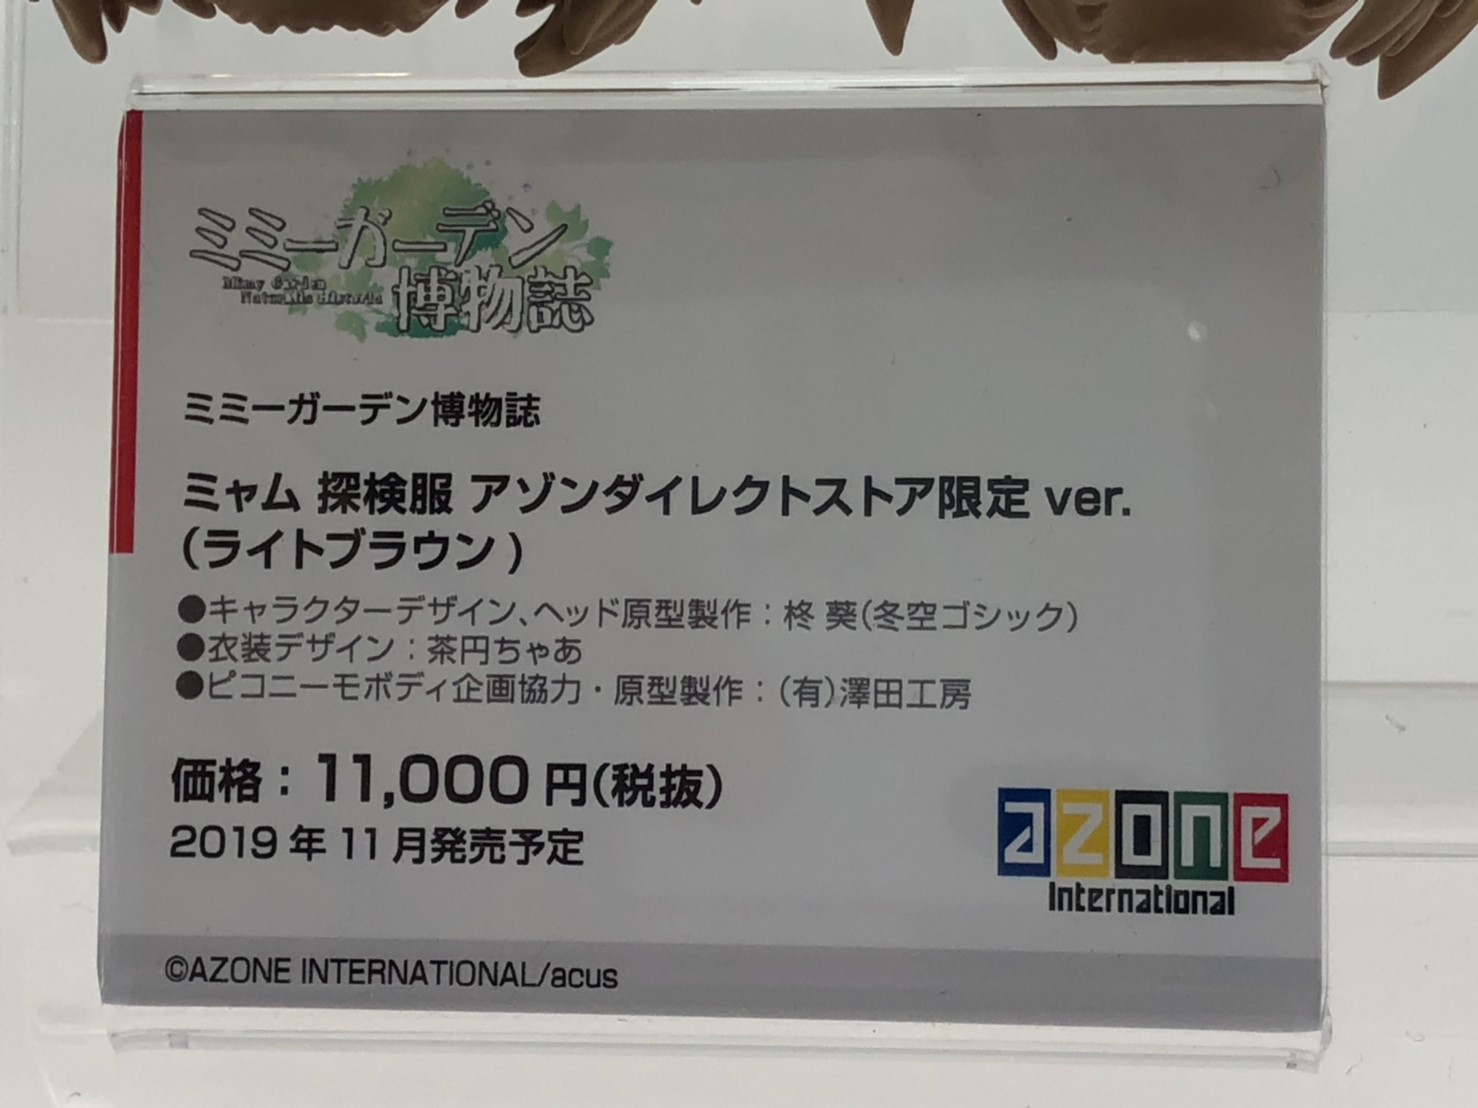 ミミーガーデン
Mimy Garden
Naturalis Historia
博物誌
ミミーガーデン博物誌
ミャム 探検服 アゾンダイレクトストア限定 ver.
(ライトブラウン)
●キャラクターデザイン、ヘッド原型製作：柊 葵(冬空ゴシック)
●衣装デザイン：茶円ちゃあ
●ピコニーモボディ企画協力・原型製作：(有)澤田工房
価格：11,000 円(税抜)
2019 年 11 月発売予定
azone
International
©AZONE INTERNATIONAL/acus